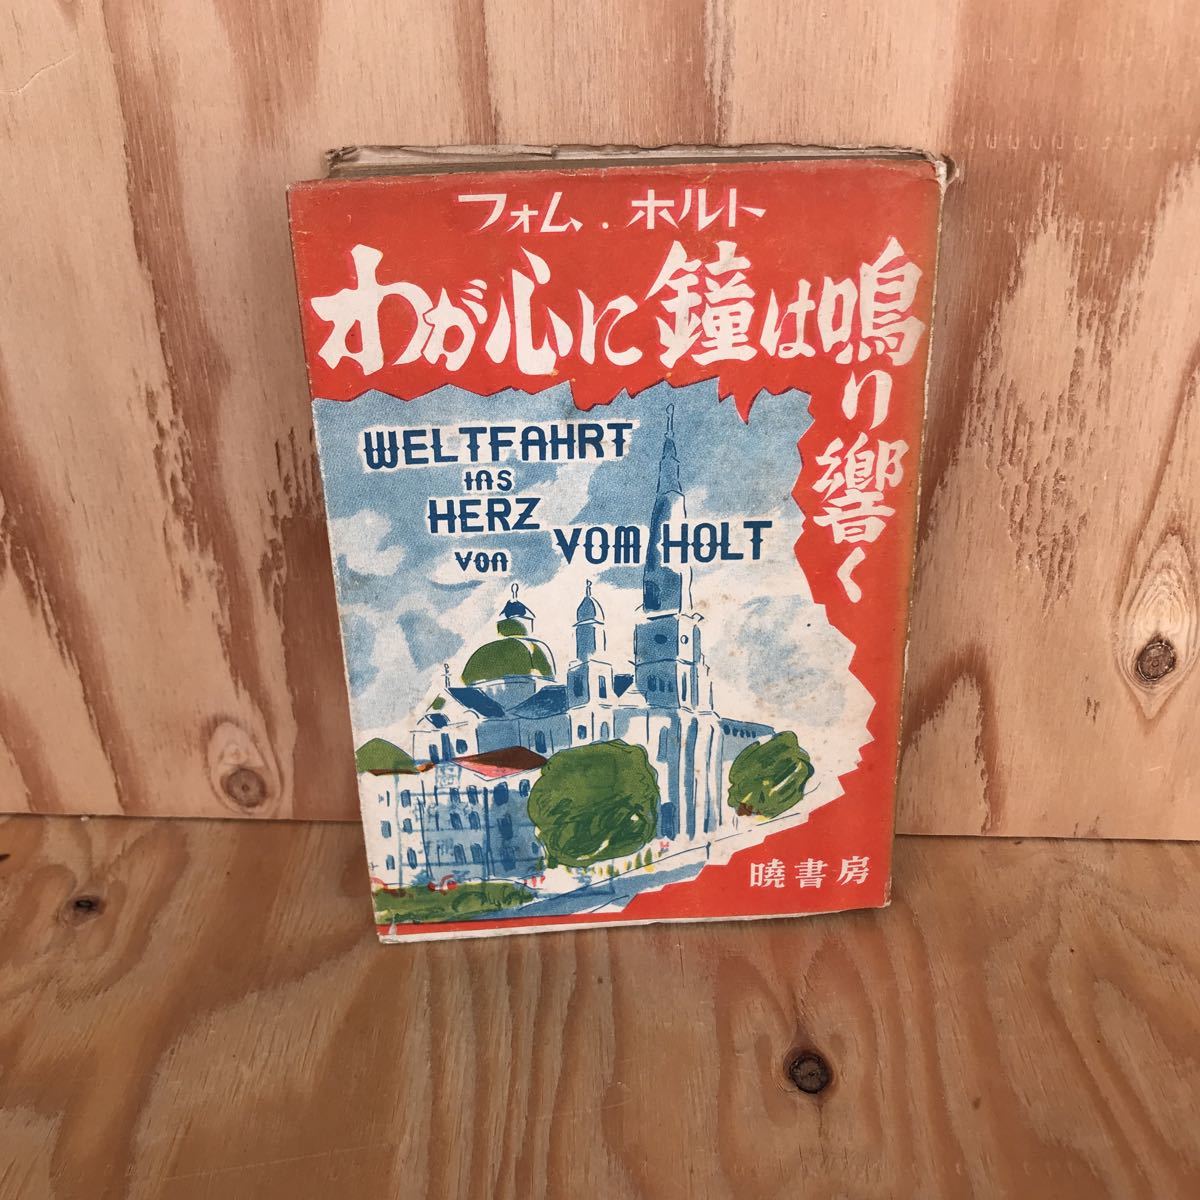 フォム．ホルト
わが心に鐘は鳴り響く
WELTFAHRT
INS
HERZ
VON VOM HOLT
暁書房